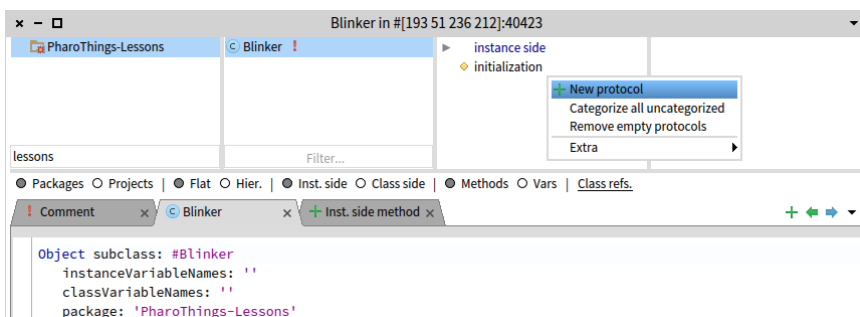 Blinker in #[193 51 236 212]:40423
PharoThings-Lessons
C Blinker !
instance side
initialization
New protocol
Categorize all uncategorized
Remove empty protocols
Extra
lessons
Filter...
Packages Projects | Flat Hier. | Inst. side Class side | Methods Vars | Class refs.
! Comment x C Blinker x + Inst. side method x
Object subclass: #Blinker
instanceVariableNames: ''
classVariableNames: ''
package: 'PharoThings-Lessons'